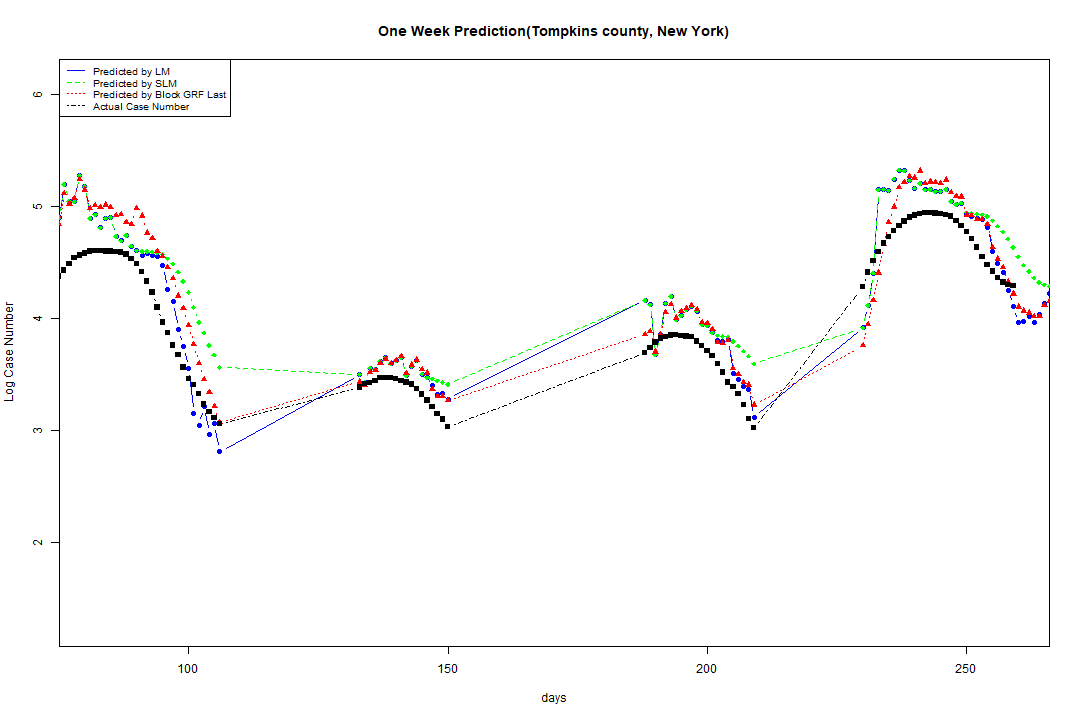 One Week Prediction(Tompkins county, New York)
Predicted by LM
Predicted by SLM
Predicted by Block GRF Last
Actual Case Number
Log Case Number
6
5
4
3
2
100 150 200 250
days